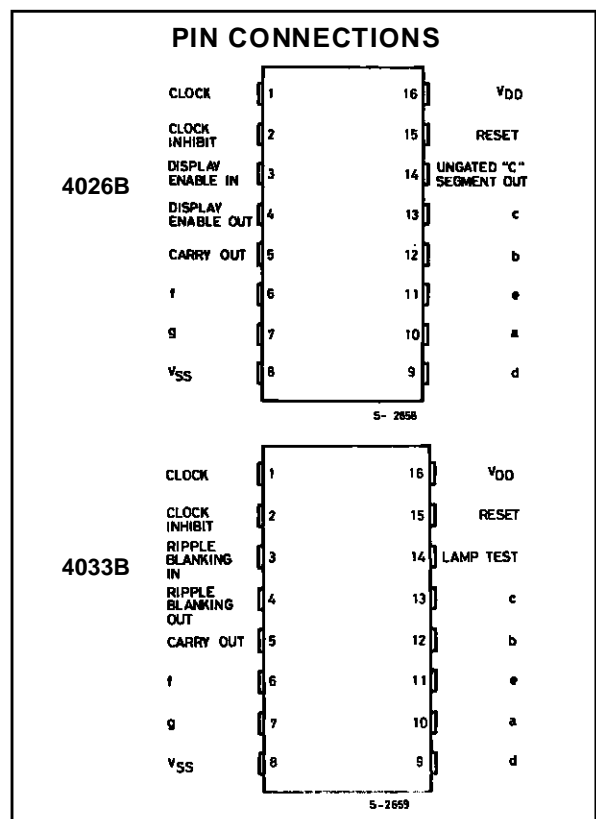 PIN CONNECTIONS
4026B
CLOCK 1 16 VDD
CLOCK INHIBIT 2 15 RESET
DISPLAY ENABLE IN 3 14 UNGATED "C" SEGMENT OUT
DISPLAY ENABLE OUT 4 13 c
CARRY OUT 5 12 b
f 6 11 e
g 7 10 a
VSS 8 9 d
S- 2658
4033B
CLOCK 1 16 VDD
CLOCK INHIBIT 2 15 RESET
RIPPLE BLANKING IN 3 14 LAMP TEST
RIPPLE BLANKING OUT 4 13 c
CARRY OUT 5 12 b
f 6 11 e
g 7 10 a
VSS 8 9 d
S-2659